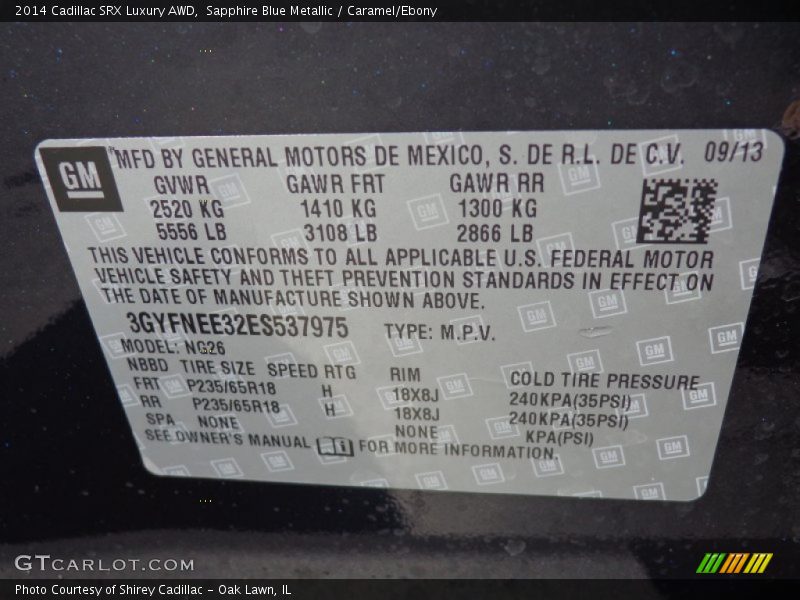 2014 Cadillac SRX Luxury AWD,  Sapphire Blue Metallic / Caramel/Ebony
GM MFD BY GENERAL MOTORS DE MEXICO, S. DE R.L. DE C.V. 09/13
GVWR GAWR FRT GAWR RR
2520 KG 1410 KG 1300 KG
5556 LB 3108 LB 2866 LB
THIS VEHICLE CONFORMS TO ALL APPLICABLE U.S. FEDERAL MOTOR
VEHICLE SAFETY AND THEFT PREVENTION STANDARDS IN EFFECT ON
THE DATE OF MANUFACTURE SHOWN ABOVE.
3GYFNEE32ES537975 TYPE: M.P.V.
MODEL: NG26
NBBD TIRE SIZE SPEED RTG RIM COLD TIRE PRESSURE
FRT P235/65R18 H 18X8J 240KPA(35PSI)
RR P235/65R18 H 18X8J 240KPA(35PSI)
SPA NONE NONE KPA(PSI)
SEE OWNER'S MANUAL FOR MORE INFORMATION.
GTCARLOT.COM
Photo Courtesy of Shirey Cadillac - Oak Lawn, IL